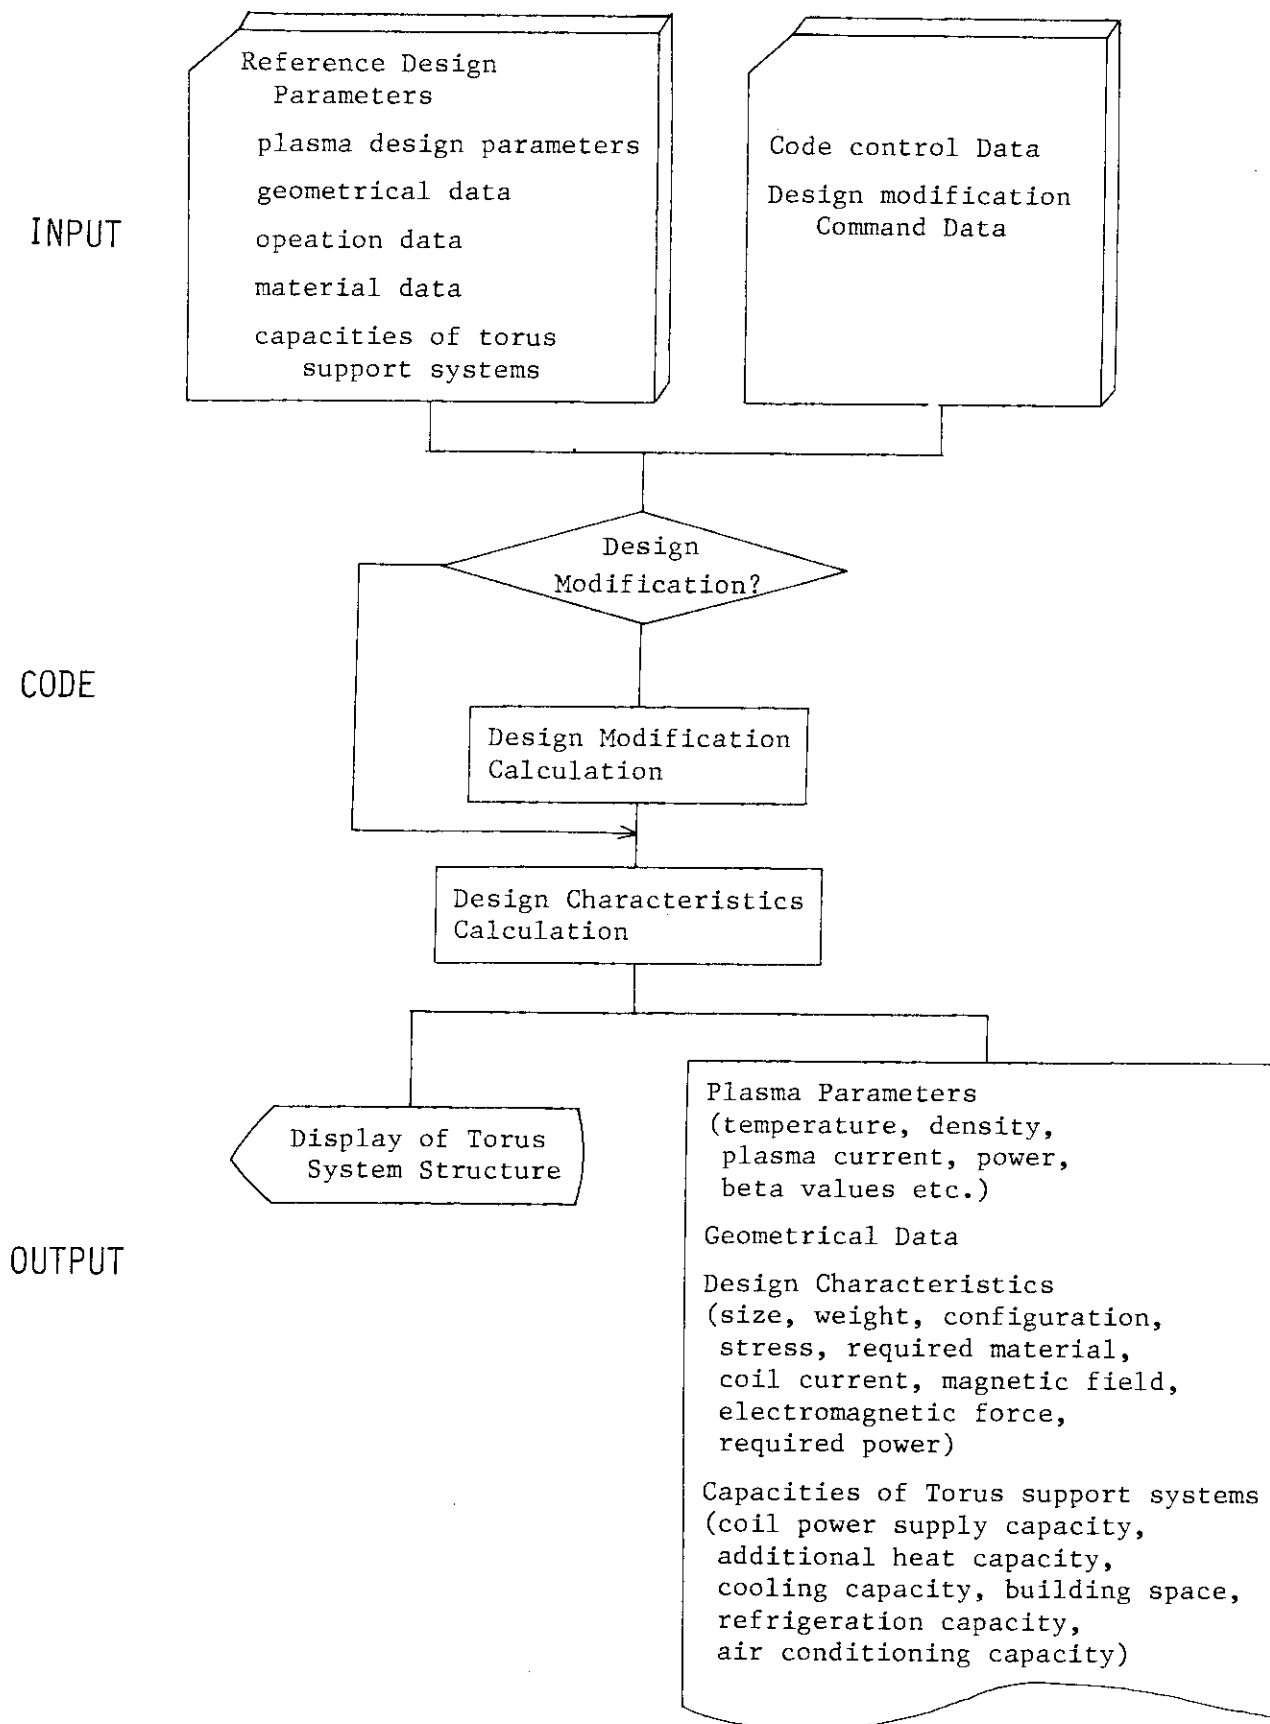 Reference Design
Parameters
plasma design parameters
geometrical data
opeation data
material data
capacities of torus
support systems
Code control Data
Design modification
Command Data
INPUT
Design
Modification?
CODE
Design Modification
Calculation
Design Characteristics
Calculation
Display of Torus
System Structure
OUTPUT
Plasma Parameters
(temperature, density,
plasma current, power,
beta values etc.)
Geometrical Data
Design Characteristics
(size, weight, configuration,
stress, required material,
coil current, magnetic field,
electromagnetic force,
required power)
Capacities of Torus support systems
(coil power supply capacity,
additional heat capacity,
cooling capacity, building space,
refrigeration capacity,
air conditioning capacity)